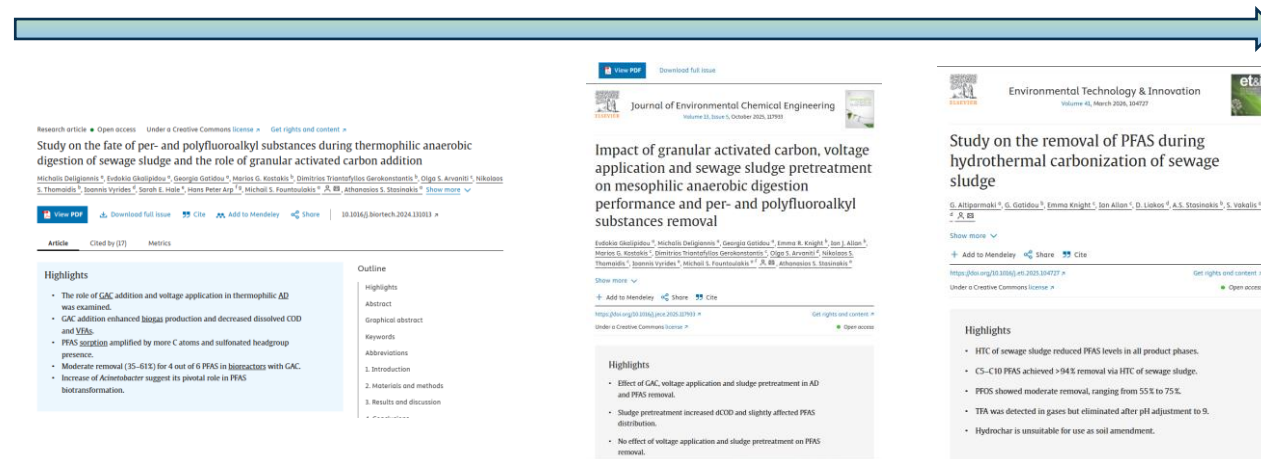 Research article ● Open access Under a Creative Commons license ↗ Get rights and content ↗
Study on the fate of per- and polyfluoroalkyl substances during thermophilic anaerobic
digestion of sewage sludge and the role of granular activated carbon addition
Michalis Deligiannis a, Evdokia Gkalipidou a, Georgia Gatidou a, Marios G. Kostakis b, Dimitrios Triantafyllos Gerokonstantis b, Olga S. Arvaniti c, Nikolaos
S. Thomaidis b, Ioannis Vyrides d, Sarah E. Hale e, Hans Peter Arp f g, Michail S. Fountoulakis a, Athanasios S. Stasinakis a Show more
View PDF Download full issue Cite Add to Mendeley Share 10.1016/j.biortech.2024.131013 ↗
Article Cited by (17) Metrics
Highlights
• The role of GAC addition and voltage application in thermophilic AD
was examined.
• GAC addition enhanced biogas production and decreased dissolved COD
and VFAs.
• PFAS sorption amplified by more C atoms and sulfonated headgroup
presence.
• Moderate removal (35–61%) for 4 out of 6 PFAS in bioreactors with GAC.
• Increase of Acinetobacter suggest its pivotal role in PFAS
biotransformation.
Outline
Highlights
Abstract
Graphical abstract
Keywords
Abbreviations
1. Introduction
2. Materials and methods
3. Results and discussion
View PDF Download full issue
ELSEVIER
Journal of Environmental Chemical Engineering
Volume 13, Issue 5, October 2025, 117933
Impact of granular activated carbon, voltage
application and sewage sludge pretreatment
on mesophilic anaerobic digestion
performance and per- and polyfluoroalkyl
substances removal
Evdokia Gkalipidou a, Michalis Deligiannis a, Georgia Gatidou a, Emma R. Knight b, Ian J. Allan b,
Marios G. Kostakis c, Dimitrios Triantafyllos Gerokonstantis c, Olga S. Arvaniti d, Nikolaos S.
Thomaidis c, Ioannis Vyrides e, Michail S. Fountoulakis a f, Athanasios S. Stasinakis a
Show more
Add to Mendeley Share Cite
https://doi.org/10.1016/j.jece.2025.117933 ↗ Get rights and content ↗
Under a Creative Commons license ↗ ● Open access
Highlights
• Effect of GAC, voltage application and sludge pretreatment in AD
and PFAS removal.
• Sludge pretreatment increased dCOD and slightly affected PFAS
distribution.
• No effect of voltage application and sludge pretreatment on PFAS
removal.
ELSEVIER
Environmental Technology & Innovation
Volume 41, March 2026, 104727
Study on the removal of PFAS during
hydrothermal carbonization of sewage
sludge
G. Altiparmaki a, G. Gatidou b, Emma Knight c, Ian Allan c, D. Liakos d, A.S. Stasinakis b, S. Vakalis a
d
Show more
Add to Mendeley Share Cite
https://doi.org/10.1016/j.eti.2025.104727 ↗ Get rights and content ↗
Under a Creative Commons license ↗ ● Open access
Highlights
• HTC of sewage sludge reduced PFAS levels in all product phases.
• C5–C10 PFAS achieved >94% removal via HTC of sewage sludge.
• PFOS showed moderate removal, ranging from 55% to 75%.
• TFA was detected in gases but eliminated after pH adjustment to 9.
• Hydrochar is unsuitable for use as soil amendment.